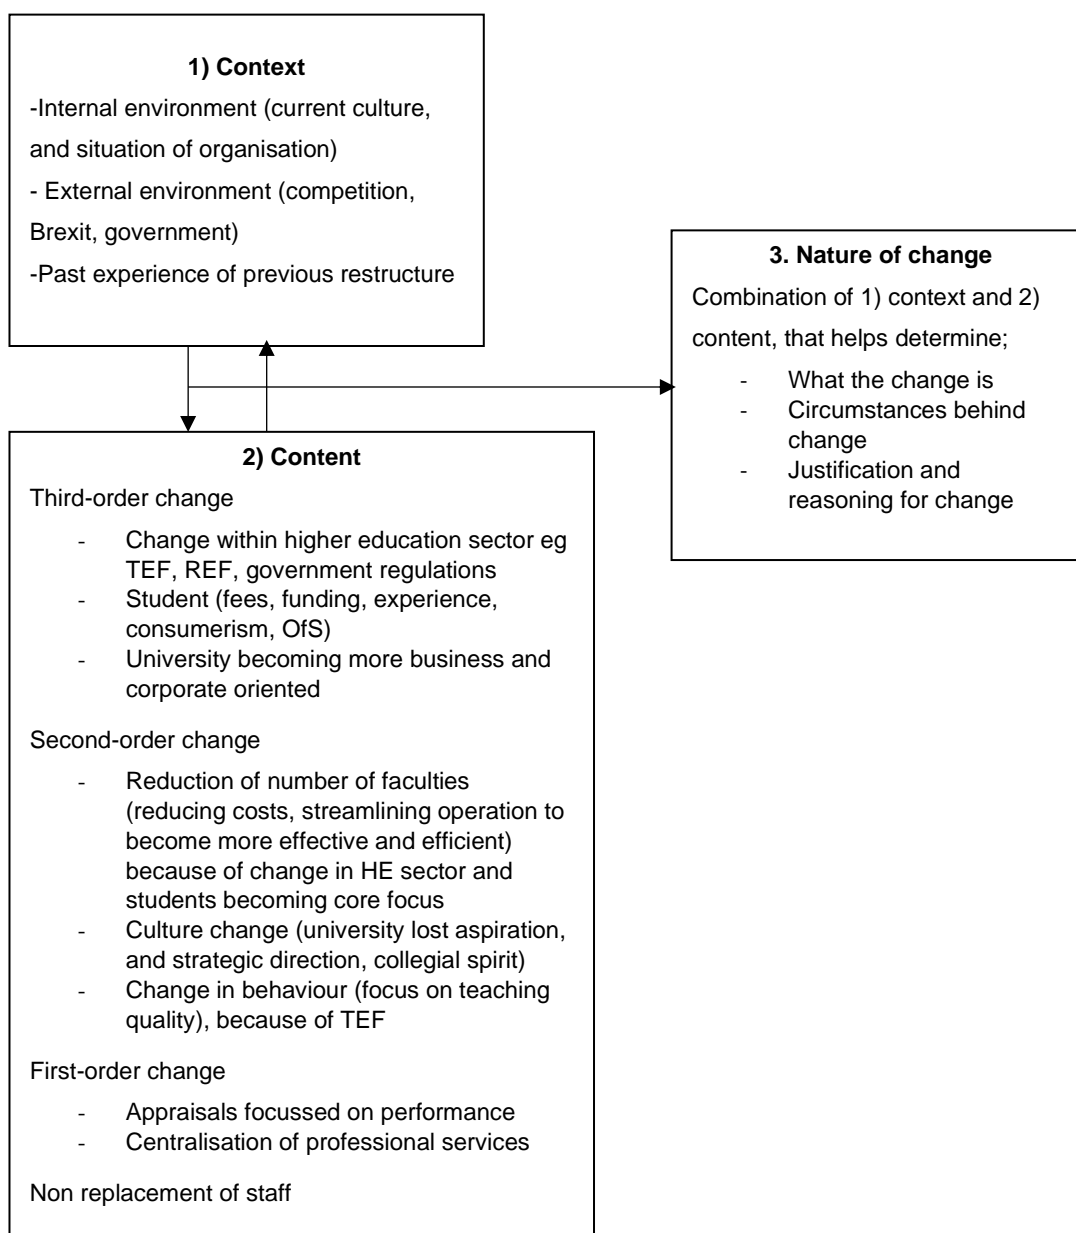 1) Context
-Internal environment (current culture,
and situation of organisation)
- External environment (competition,
Brexit, government)
-Past experience of previous restructure
3. Nature of change
Combination of 1) context and 2)
content, that helps determine;
- What the change is
- Circumstances behind
change
- Justification and
reasoning for change
2) Content
Third-order change
- Change within higher education sector eg
TEF, REF, government regulations
- Student (fees, funding, experience,
consumerism, OfS)
- University becoming more business and
corporate oriented
Second-order change
- Reduction of number of faculties
(reducing costs, streamlining operation to
become more effective and efficient)
because of change in HE sector and
students becoming core focus
- Culture change (university lost aspiration,
and strategic direction, collegial spirit)
- Change in behaviour (focus on teaching
quality), because of TEF
First-order change
- Appraisals focussed on performance
- Centralisation of professional services
Non replacement of staff